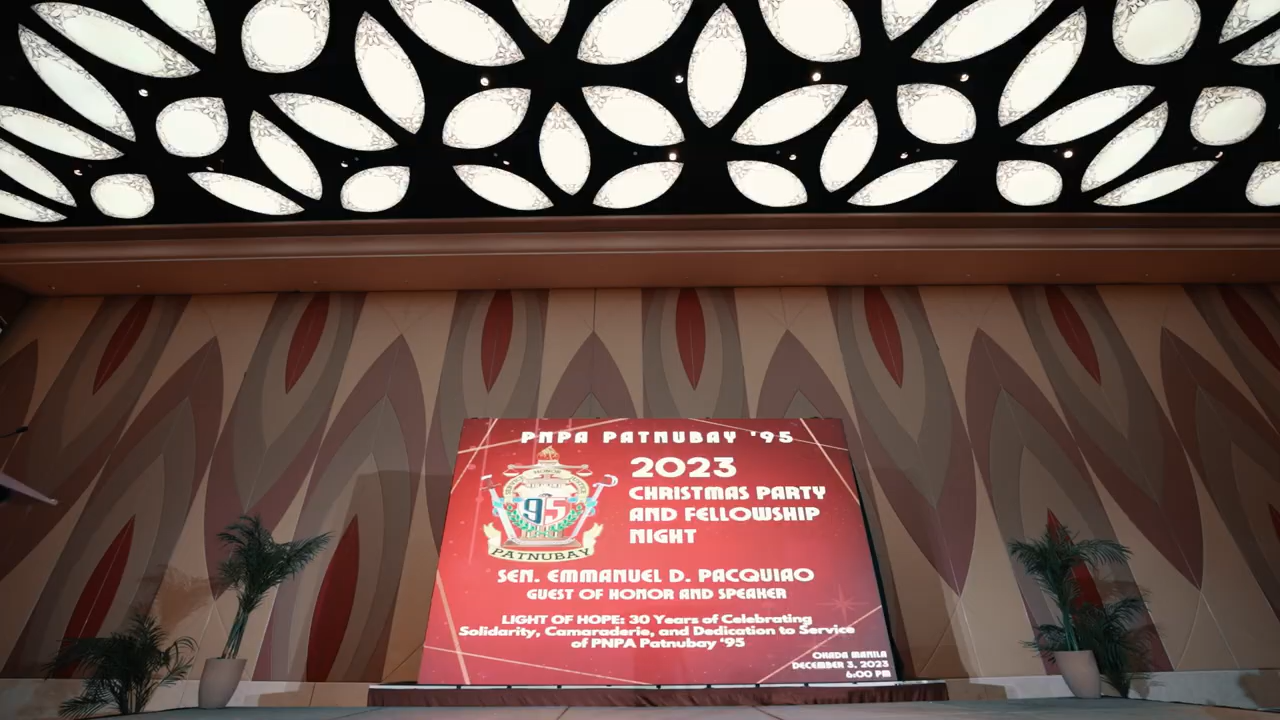 PNPA PATNUBAY '95
2023
CHRISTMAS PARTY
AND FELLOWSHIP
NIGHT
HONOR
95
PATNUBAY
SEN. EMMANUEL D. PACQUIAO
GUEST OF HONOR AND SPEAKER
LIGHT OF HOPE: 30 Years of Celebrating
Solidarity, Camaraderie, and Dedication to Service
of PNPA Patnubay '95
OKADA MANILA
DECEMBER 3, 2023
6:00 PM